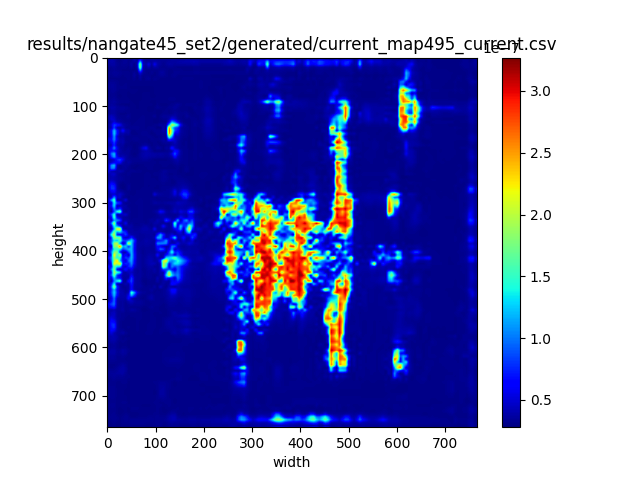 results/nangate45_set2/generated/current_map495_current.csv
1e−7
0
100
200
300
400
500
600
700
height
0 100 200 300 400 500 600 700
width
3.0
2.5
2.0
1.5
1.0
0.5